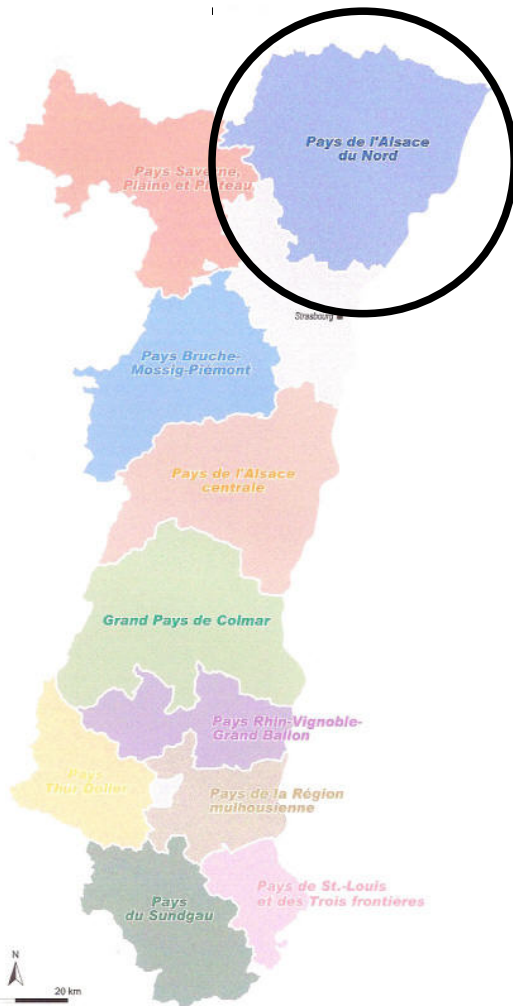 Pays de l'Alsace
du Nord
Pays Saverne,
Plaine et Plateau
Strasbourg
Pays Bruche-
Mossig-Piémont
Pays de l'Alsace
centrale
Grand Pays de Colmar
Pays Rhin-Vignoble-
Grand Ballon
Pays
Thur Doller
Pays de la Région
mulhousienne
Pays de St.-Louis
et des Trois frontières
Pays
du Sundgau
N
20 km